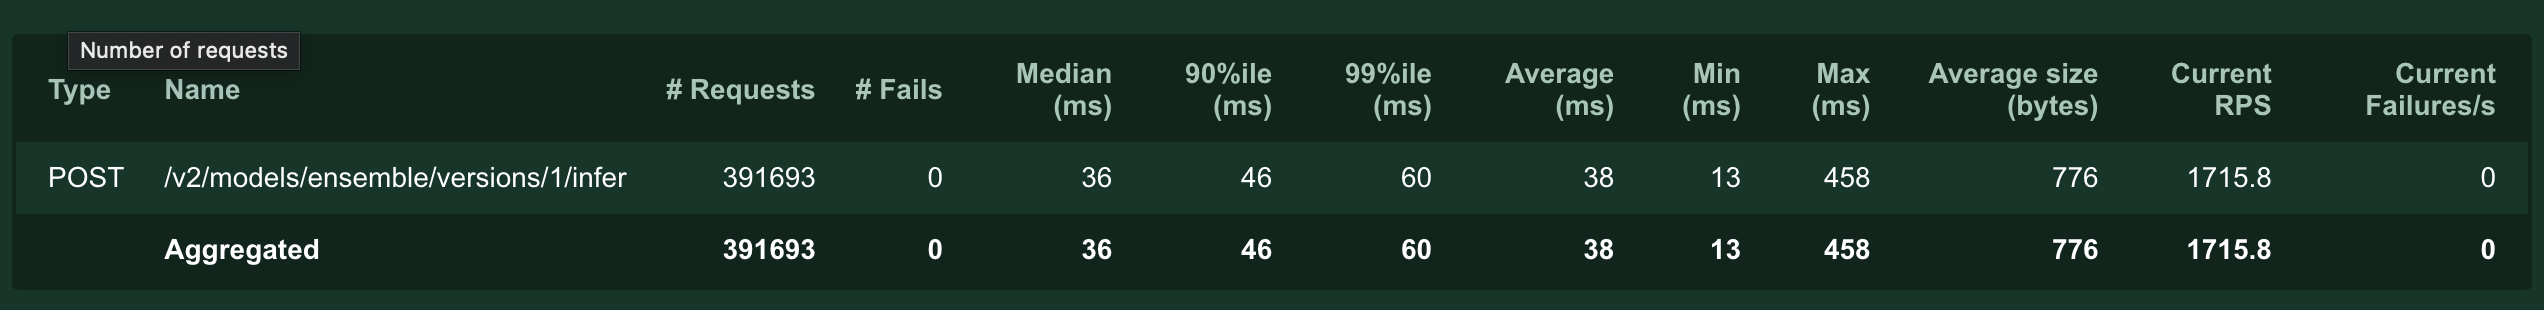 Number of requests
Type Name # Requests # Fails Median (ms) 90%ile (ms) 99%ile (ms) Average (ms) Min (ms) Max (ms) Average size (bytes) Current RPS Current Failures/s
POST /v2/models/ensemble/versions/1/infer 391693 0 36 46 60 38 13 458 776 1715.8 0
Aggregated 391693 0 36 46 60 38 13 458 776 1715.8 0